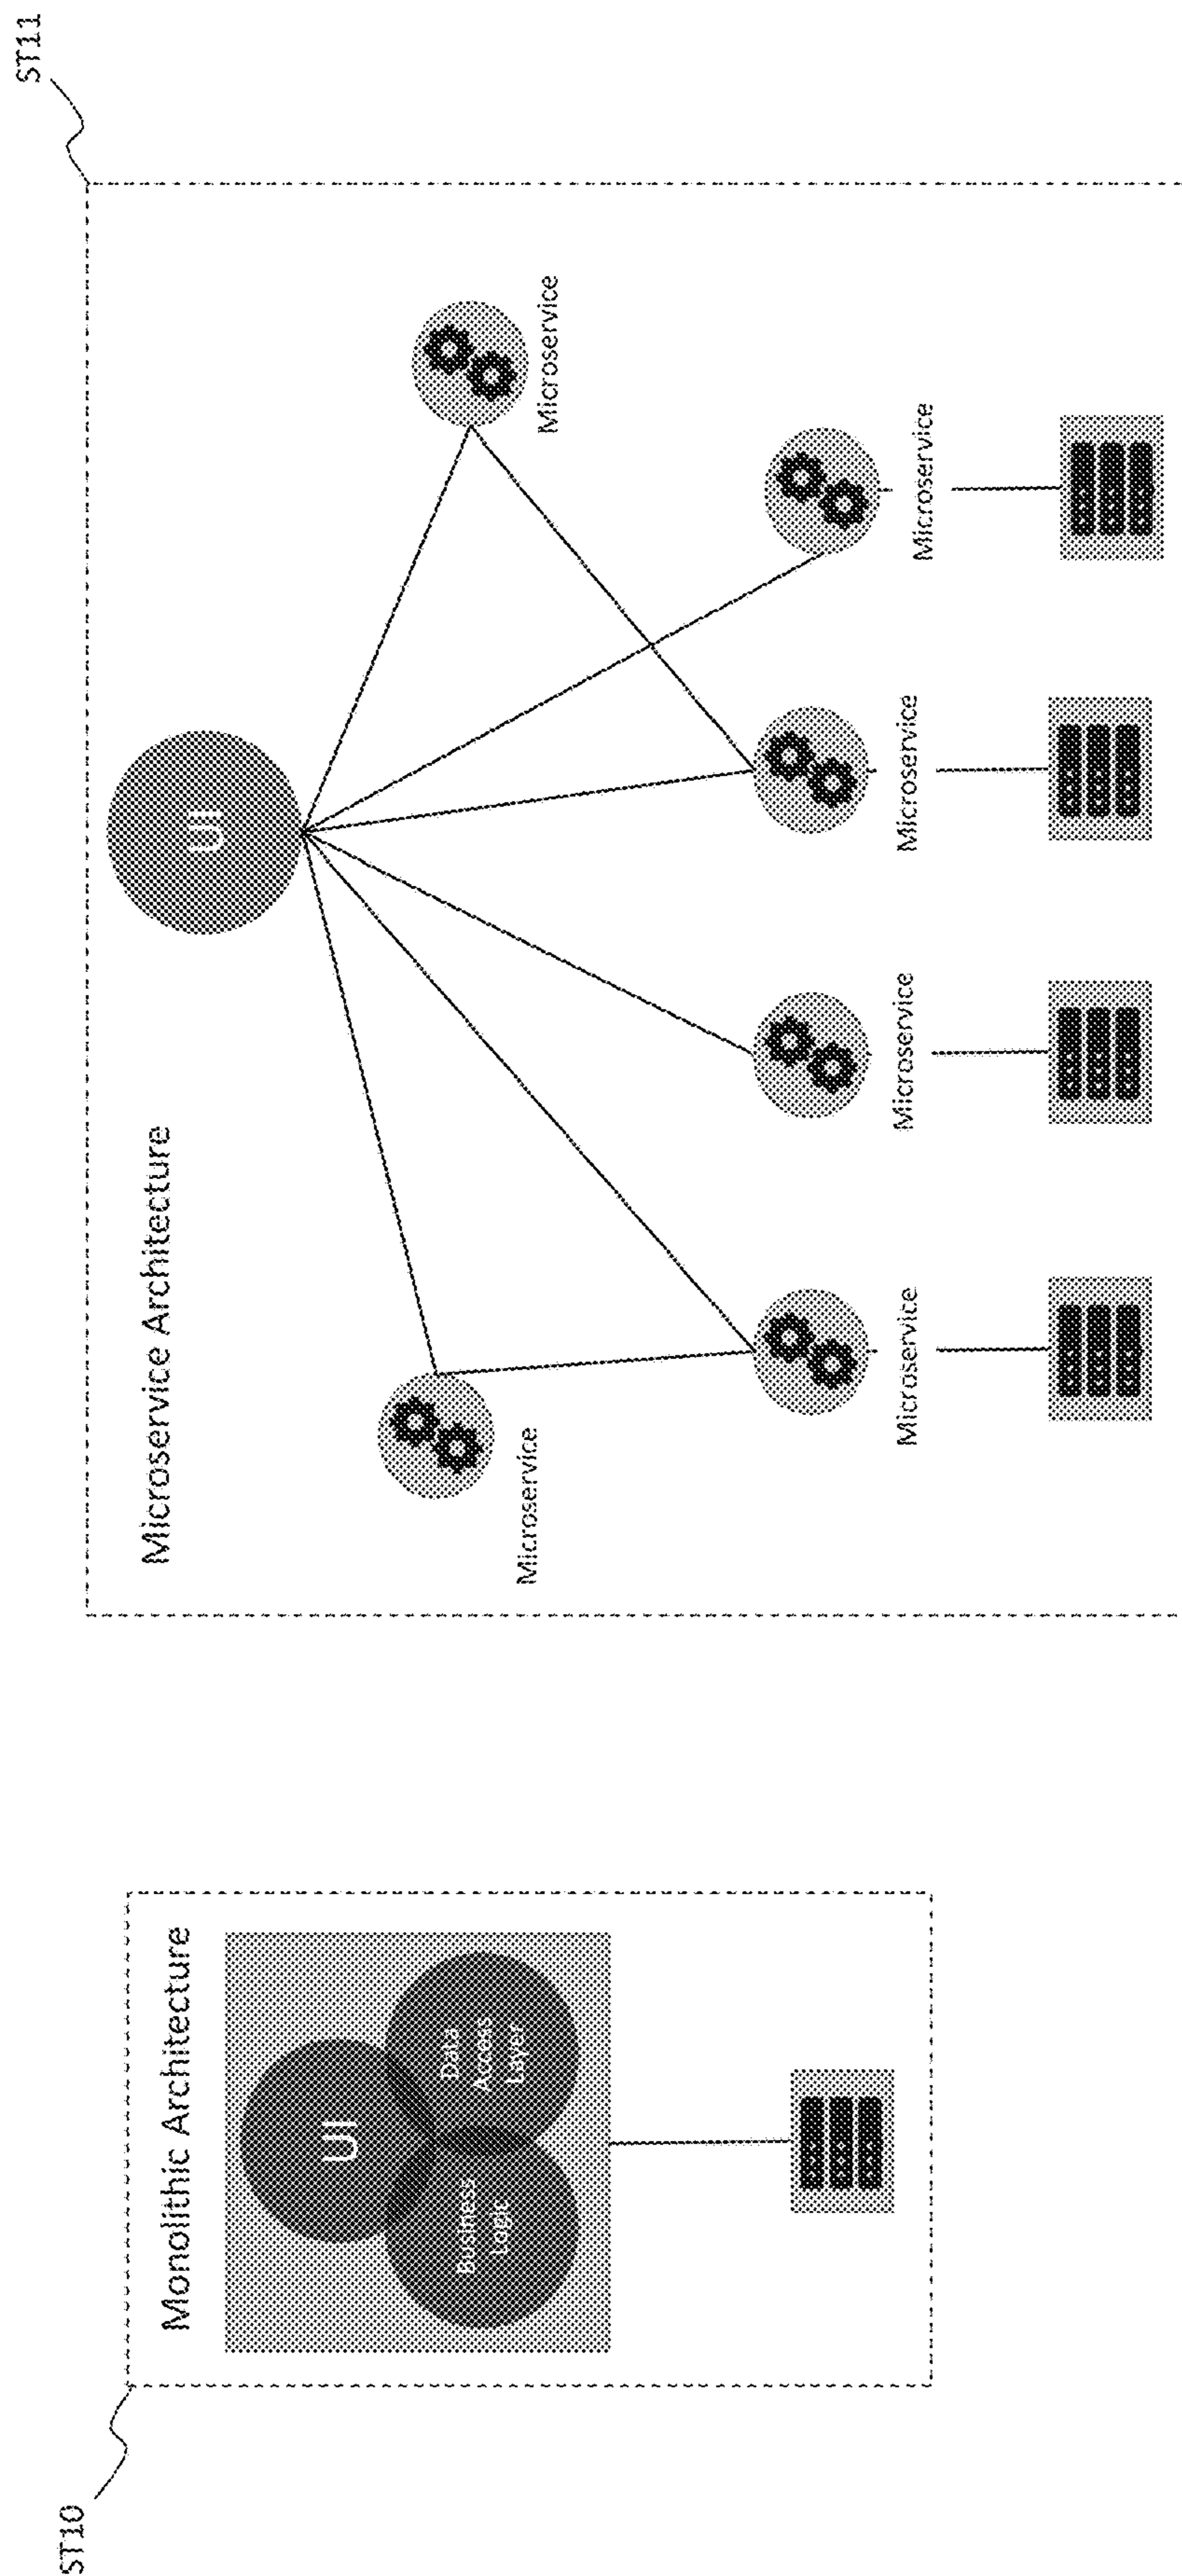 ST10
Monolithic Architecture
UI
Business
Logic
Data
Access
Layer
ST11
Microservice Architecture
UI
Microservice
Microservice
Microservice
Microservice
Microservice
Microservice